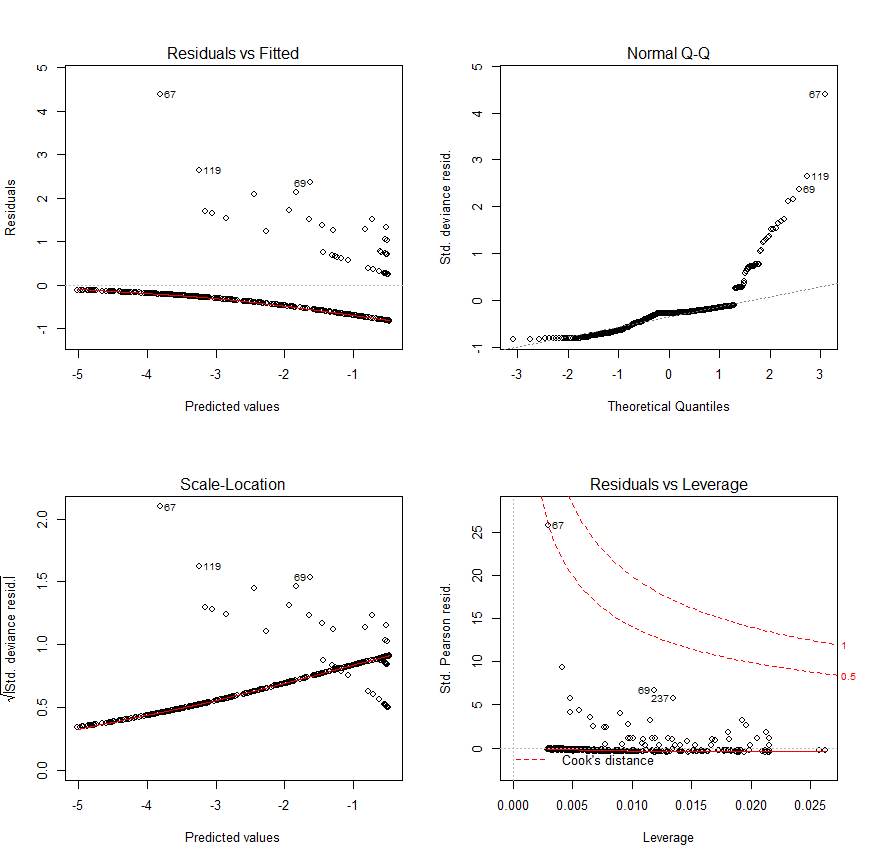 Residuals vs Fitted
Residuals
5
4
3
2
1
0
-1
67
119
69
-5 -4 -3 -2 -1
Predicted values
Normal Q-Q
Std. deviance resid.
5
4
3
2
1
0
-1
67
119
69
-3 -2 -1 0 1 2 3
Theoretical Quantiles
Scale-Location
√|Std. deviance resid.|
2.0
1.5
1.0
0.5
0.0
67
119
69
-5 -4 -3 -2 -1
Predicted values
Residuals vs Leverage
Std. Pearson resid.
25
20
15
10
5
0
67
69
237
1
0.5
Cook's distance
0.000 0.005 0.010 0.015 0.020 0.025
Leverage